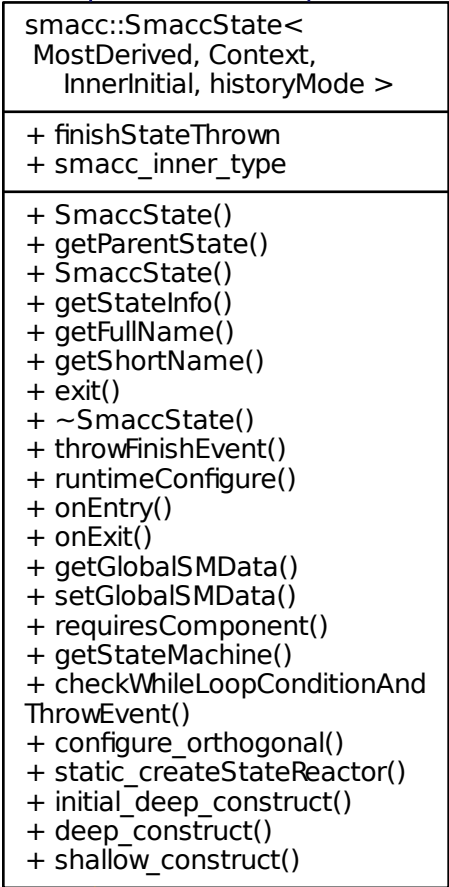 smacc::SmaccState<
MostDerived, Context,
InnerInitial, historyMode >
+ finishStateThrown
+ smacc_inner_type
+ SmaccState()
+ getParentState()
+ SmaccState()
+ getStateInfo()
+ getFullName()
+ getShortName()
+ exit()
+ ~SmaccState()
+ throwFinishEvent()
+ runtimeConfigure()
+ onEntry()
+ onExit()
+ getGlobalSMData()
+ setGlobalSMData()
+ requiresComponent()
+ getStateMachine()
+ checkWhileLoopConditionAnd
ThrowEvent()
+ configure_orthogonal()
+ static_createStateReactor()
+ initial_deep_construct()
+ deep_construct()
+ shallow_construct()